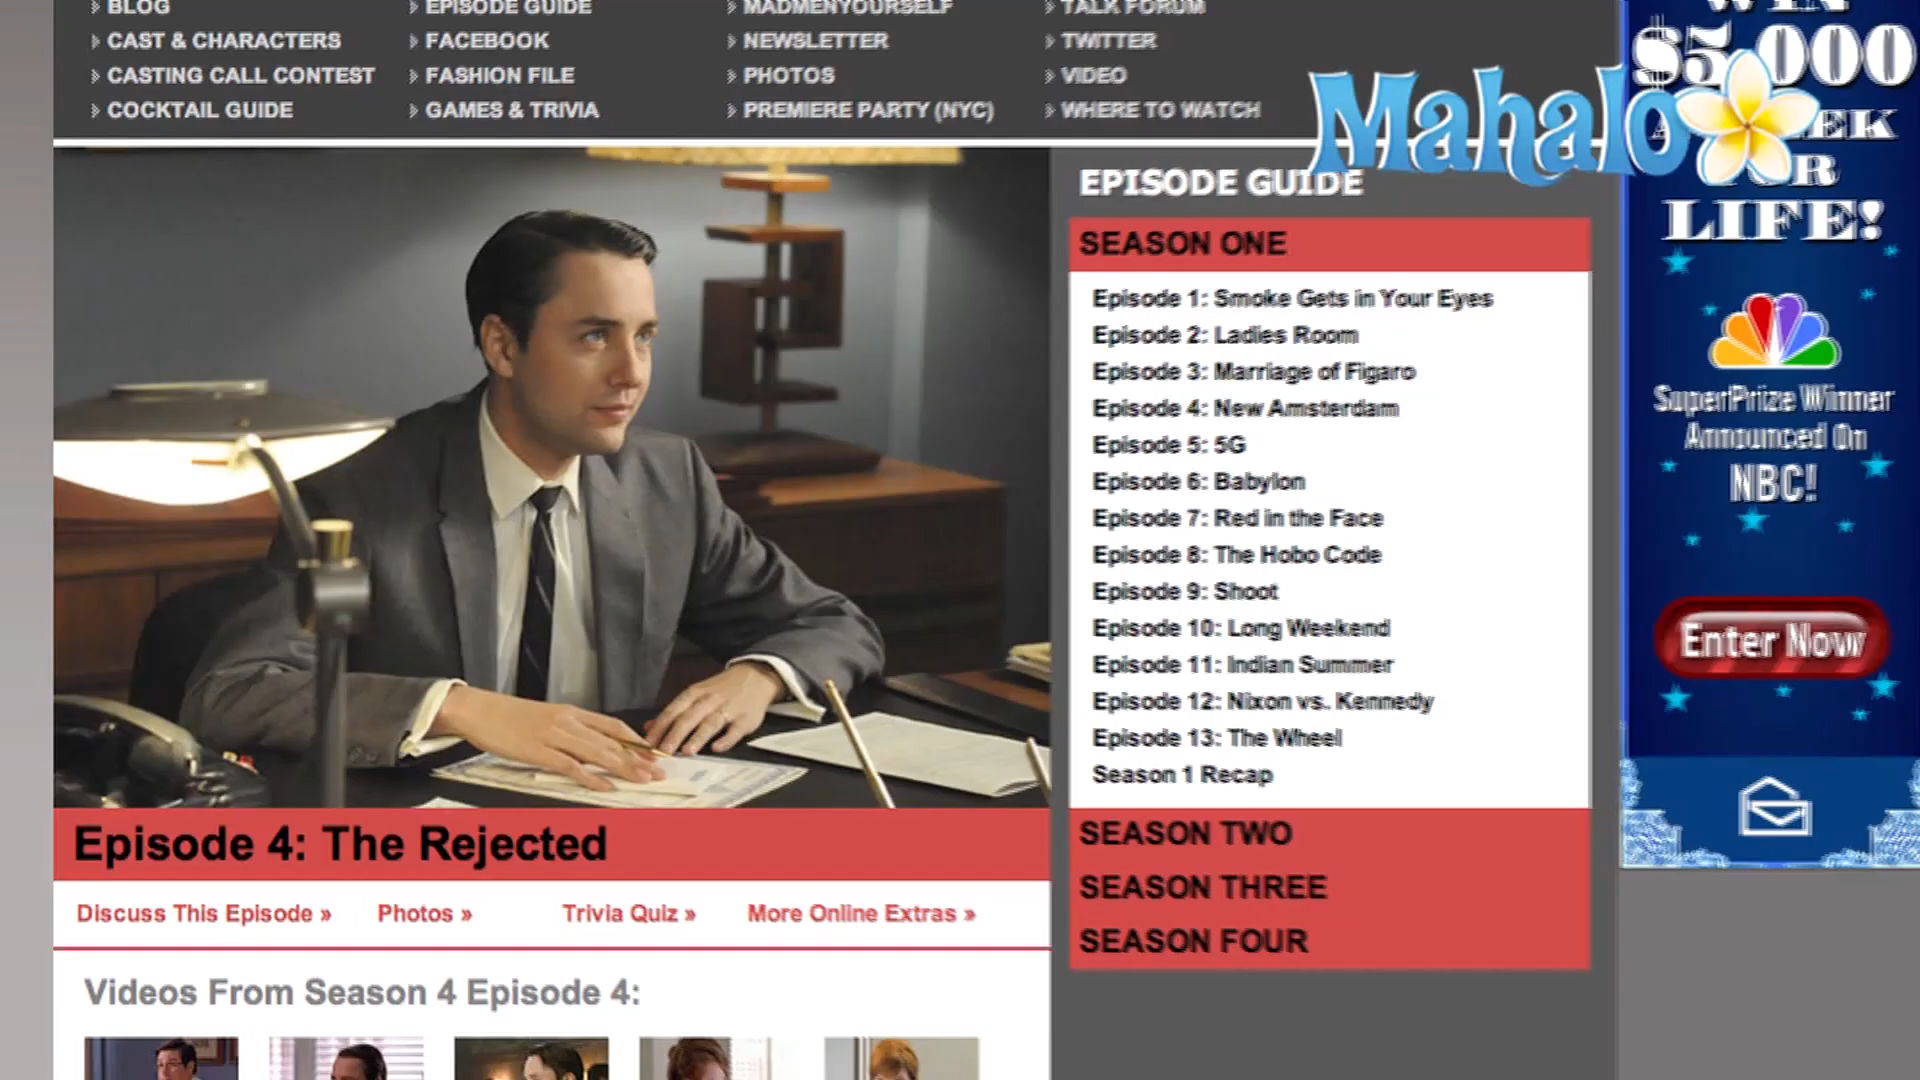 BLOG
EPISODE GUIDE
MADMENYOURSELF
TALK FORUM
CAST & CHARACTERS
FACEBOOK
NEWSLETTER
TWITTER
CASTING CALL CONTEST
FASHION FILE
PHOTOS
VIDEO
COCKTAIL GUIDE
GAMES & TRIVIA
PREMIERE PARTY (NYC)
WHERE TO WATCH
Mahalo
EPISODE GUIDE
SEASON ONE
Episode 1: Smoke Gets in Your Eyes
Episode 2: Ladies Room
Episode 3: Marriage of Figaro
Episode 4: New Amsterdam
Episode 5: 5G
Episode 6: Babylon
Episode 7: Red in the Face
Episode 8: The Hobo Code
Episode 9: Shoot
Episode 10: Long Weekend
Episode 11: Indian Summer
Episode 12: Nixon vs. Kennedy
Episode 13: The Wheel
Season 1 Recap
SEASON TWO
SEASON THREE
SEASON FOUR
Episode 4: The Rejected
Discuss This Episode »
Photos »
Trivia Quiz »
More Online Extras »
Videos From Season 4 Episode 4:
WIN
$5,000
LIFE!
SuperPrize Winner
Announced On
NBC!
Enter Now